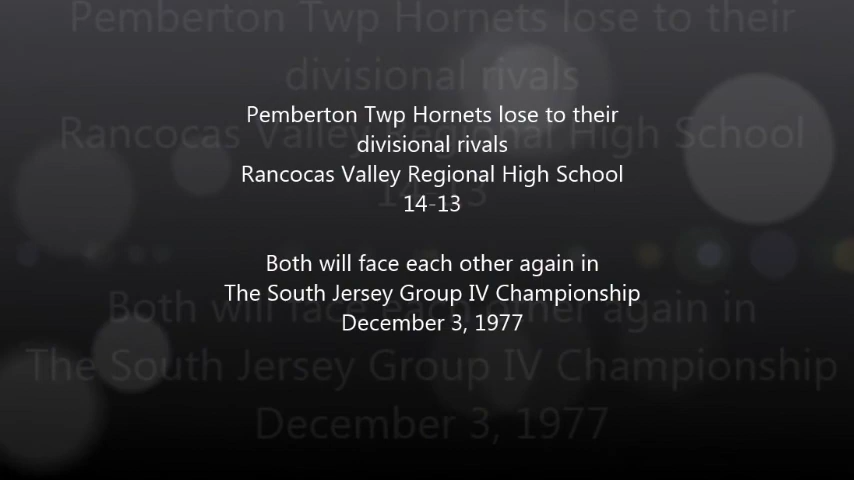 Pemberton Twp Hornets lose to their
divisional rivals
Rancocas Valley Regional High School
14-13
Both will face each other again in
The South Jersey Group IV Championship
December 3, 1977